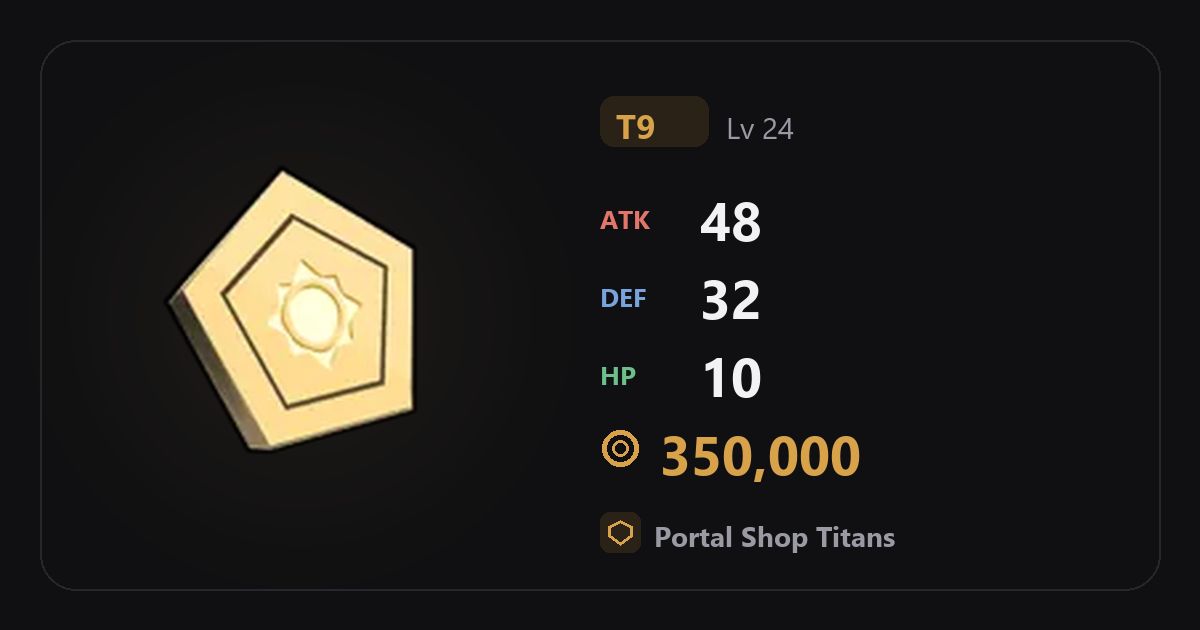 T9 Lv 24
ATK 48
DEF 32
HP 10
350,000
Portal Shop Titans